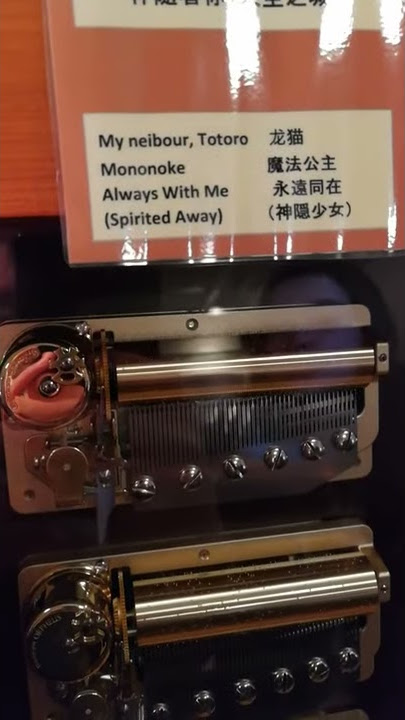 My neibour, Totoro 龙猫
Mononoke 魔法公主
Always With Me 永遠同在
(Spirited Away) (神隱少女)